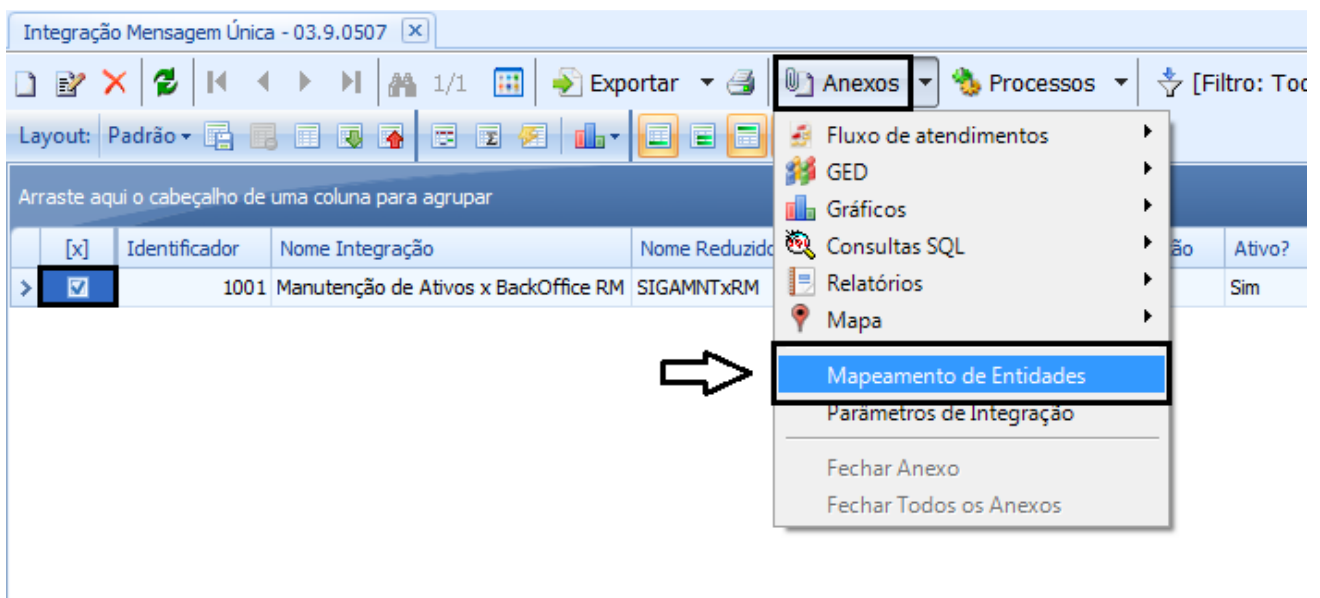 Integração Mensagem Única - 03.9.0507
1/1 Exportar Anexos Processos [Filtro: Toc
Layout: Padrão
Fluxo de atendimentos
GED
Arraste aqui o cabeçalho de uma coluna para agrupar
Gráficos
[x] Identificador Nome Integração Nome Reduzido ão Ativo?
Consultas SQL
1001 Manutenção de Ativos x BackOffice RM SIGAMNTxRM Sim
Relatórios
Mapa
Mapeamento de Entidades
Parâmetros de Integração
Fechar Anexo
Fechar Todos os Anexos